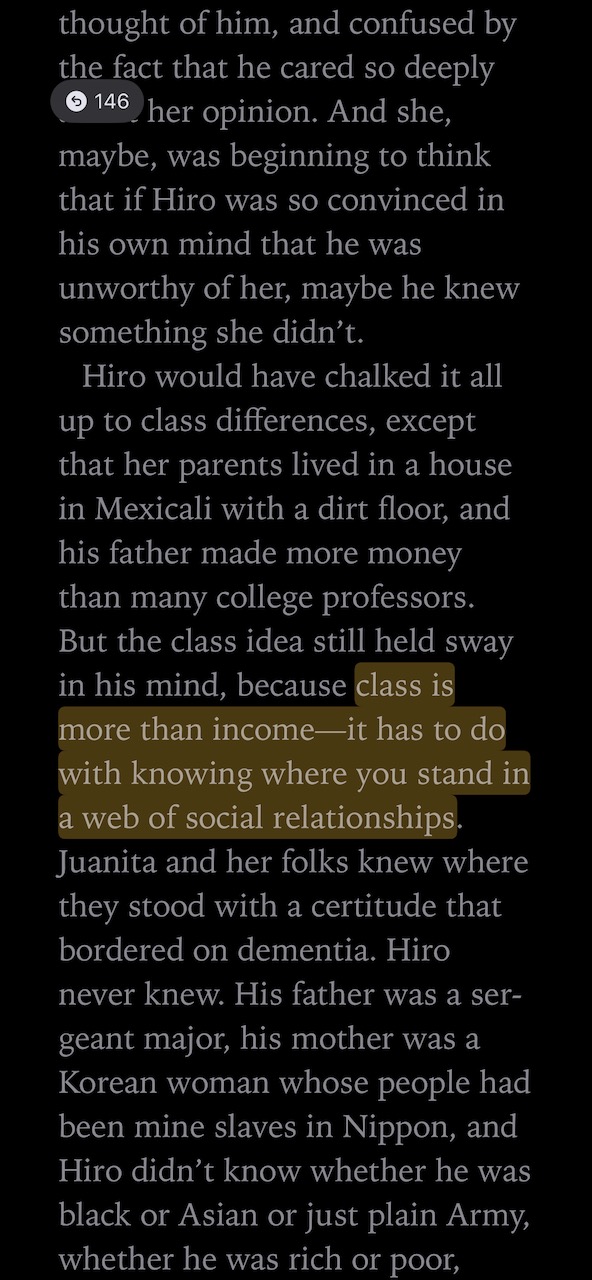 thought of him, and confused by
the fact that he cared so deeply
146
her opinion. And she,
maybe, was beginning to think
that if Hiro was so convinced in
his own mind that he was
unworthy of her, maybe he knew
something she didn’t.
Hiro would have chalked it all
up to class differences, except
that her parents lived in a house
in Mexicali with a dirt floor, and
his father made more money
than many college professors.
But the class idea still held sway
in his mind, because class is
more than income—it has to do
with knowing where you stand in
a web of social relationships.
Juanita and her folks knew where
they stood with a certitude that
bordered on dementia. Hiro
never knew. His father was a ser-
geant major, his mother was a
Korean woman whose people had
been mine slaves in Nippon, and
Hiro didn’t know whether he was
black or Asian or just plain Army,
whether he was rich or poor,